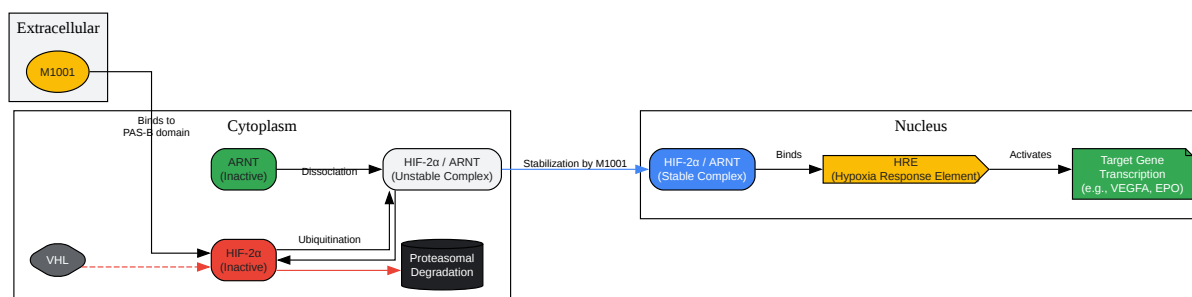 Extracellular
M1001
Binds to
PAS-B domain
Cytoplasm
ARNT
(Inactive)
Dissociation
HIF-2α / ARNT
(Unstable Complex)
Stabilization by M1001
Ubiquitination
VHL
HIF-2α
(Inactive)
Proteasomal
Degradation
Nucleus
HIF-2α / ARNT
(Stable Complex)
Binds
HRE
(Hypoxia Response Element)
Activates
Target Gene
Transcription
(e.g., VEGFA, EPO)